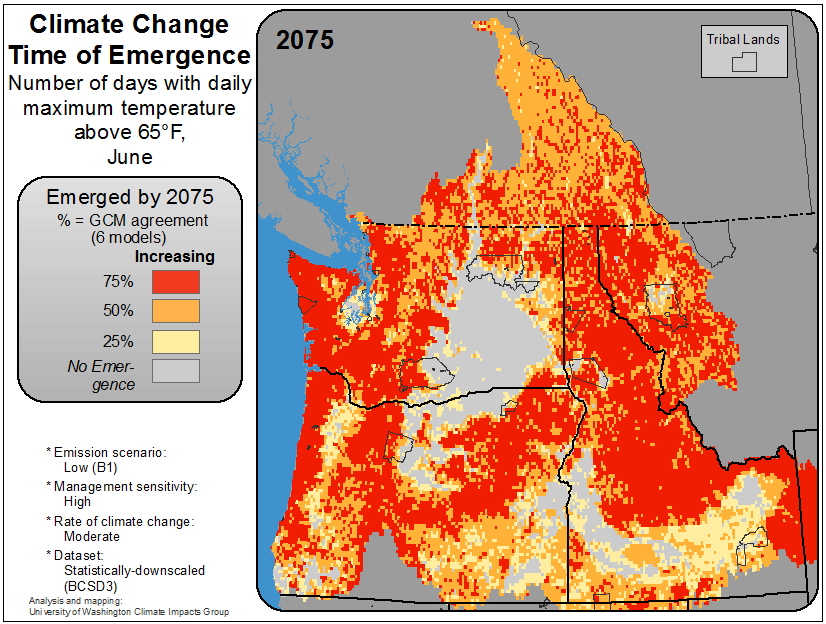 Climate Change
Time of Emergence
Number of days with daily
maximum temperature
above 65°F,
June
Emerged by 2075
% = GCM agreement
(6 models)
Increasing
75%
50%
25%
No Emer-
gence
* Emission scenario:
Low (B1)
* Management sensitivity:
High
* Rate of climate change:
Moderate
* Dataset:
Statistically-downscaled
(BCSD3)
Analysis and mapping:
University of Washington Climate Impacts Group
2075
Tribal Lands